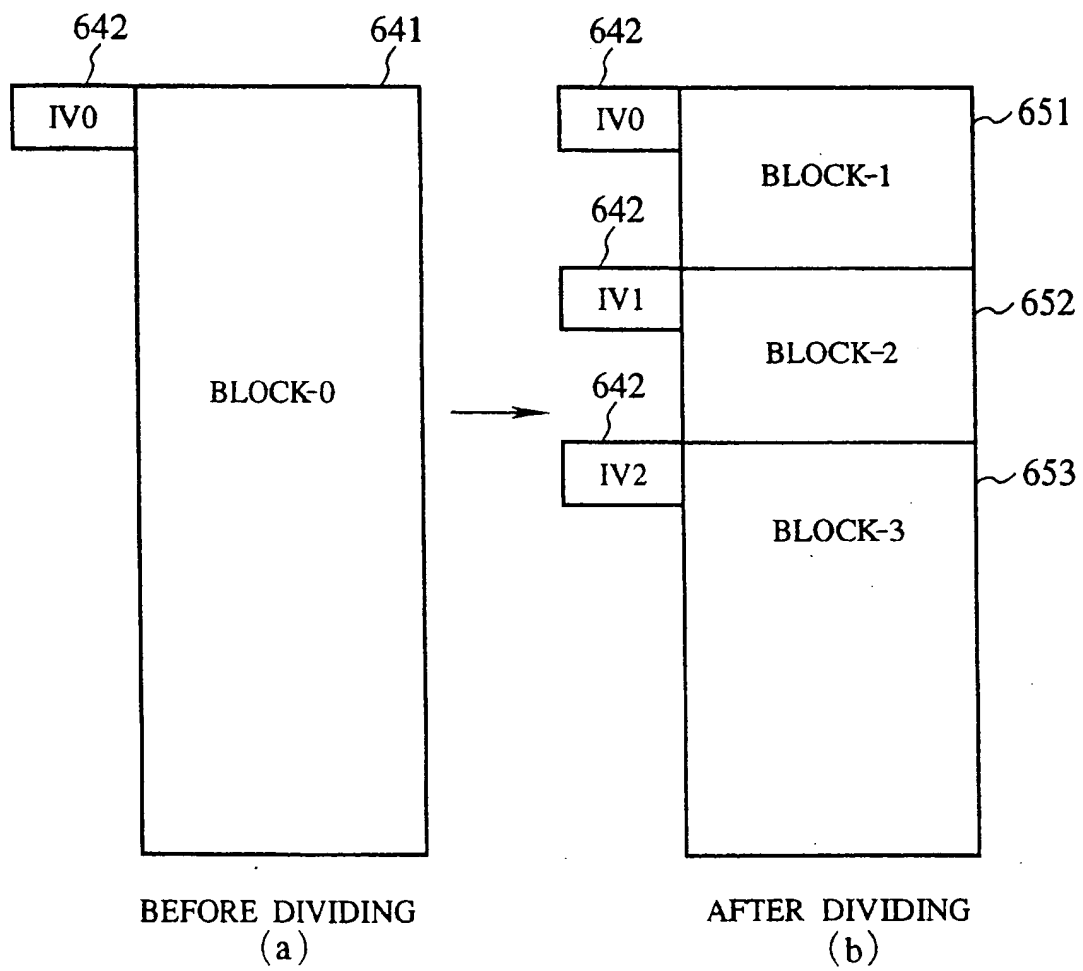 642
641
IV0
BLOCK-0
BEFORE DIVIDING
(a)
642
IV0
651
BLOCK-1
642
IV1
652
BLOCK-2
642
IV2
653
BLOCK-3
AFTER DIVIDING
(b)